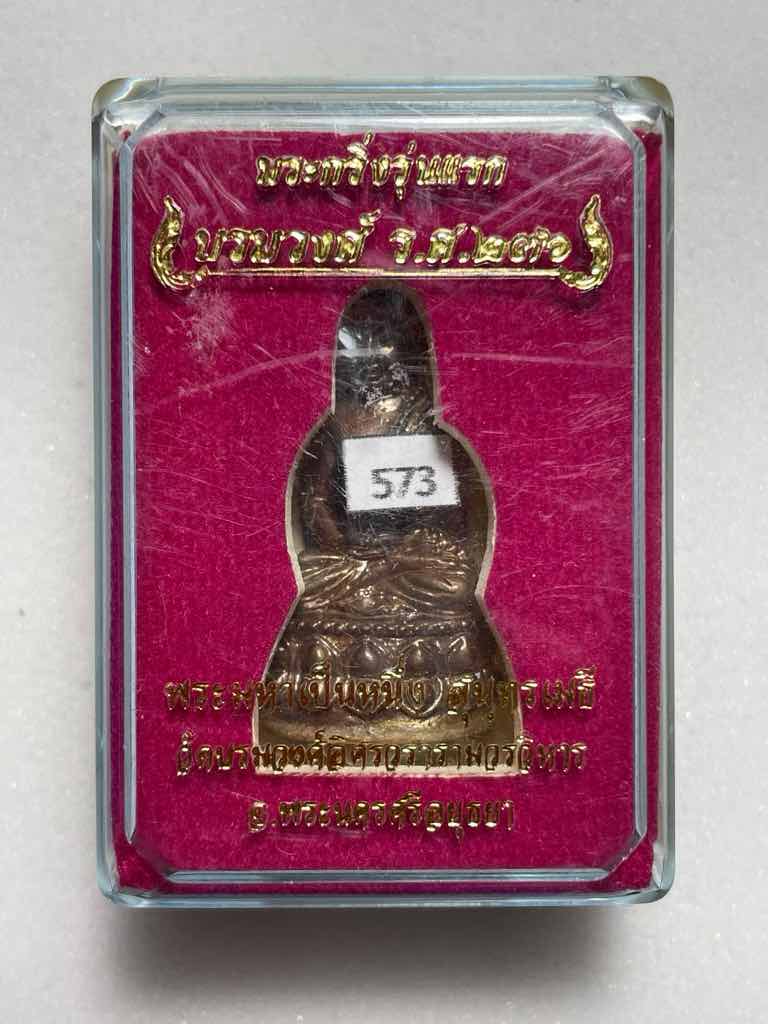 พระกริ่งรุ่นแรก
บรมวงศ์ ร.ศ.๒๓๐
573
พระมหาเป็นหนึ่ง สุนฺทรเมธี
วัดบรมวงศ์อิศรวรารามวรวิหาร
จ.พระนครศรีอยุธยา